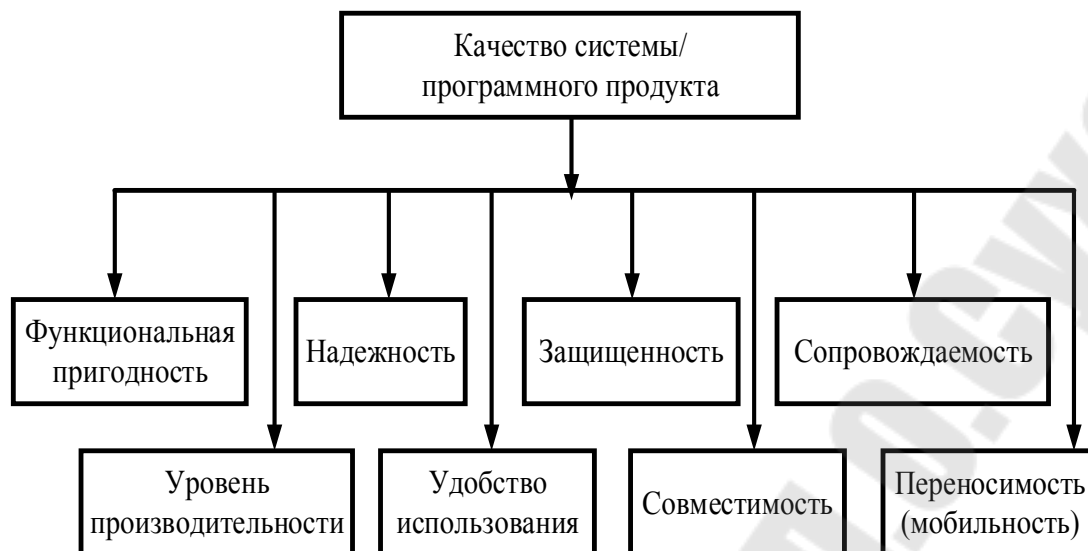 Качество системы/
программного продукта
Функциональная
пригодность
Надежность
Защищенность
Сопровождаемость
Уровень
производительности
Удобство
использования
Совместимость
Переносимость
(мобильность)